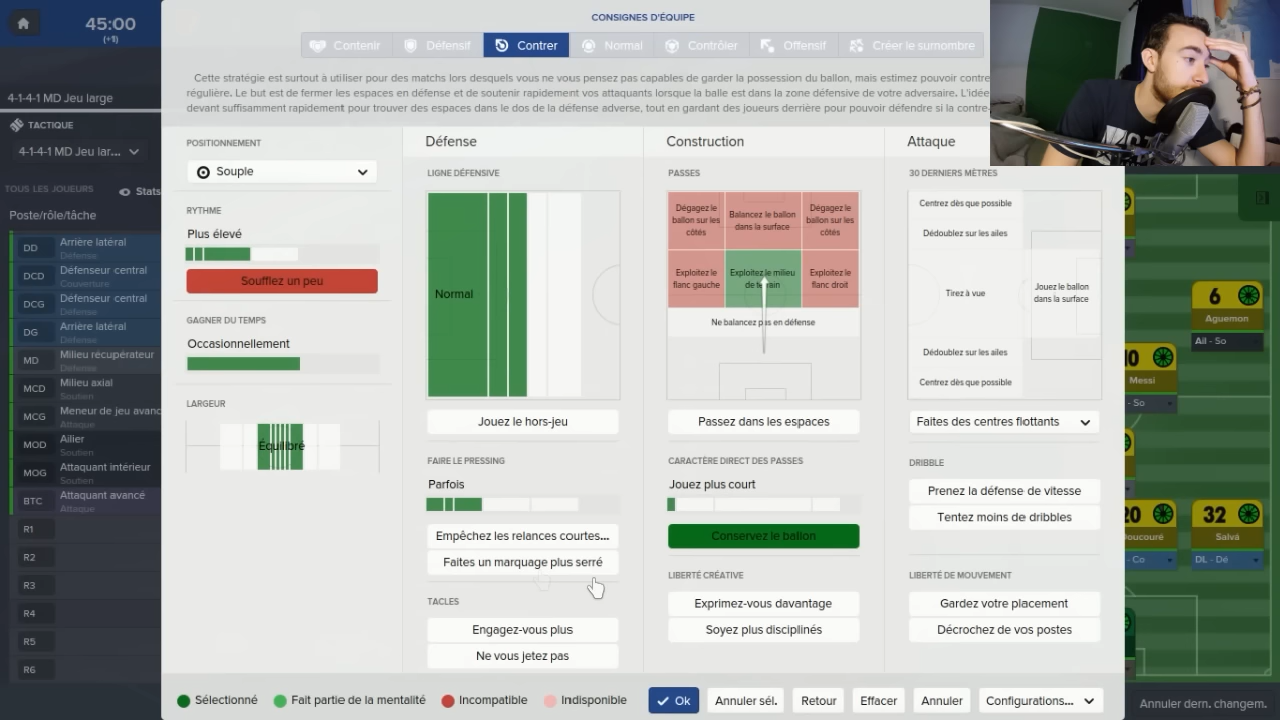 45:00
(+1)
4-1-4-1 MD Jeu large
TACTIQUE
4-1-4-1 MD Jeu lar...
TOUS LES JOUEURS
Stats
Poste/rôle/tâche
DD
Arrière latéral
Défense
DCD
Défenseur central
Couverture
DCG
Défenseur central
Défense
DG
Arrière latéral
Défense
MD
Milieu récupérateur
Défense
MCD
Milieu axial
Soutien
MCG
Meneur de jeu avanc
Attaque
MOD
Ailier
Soutien
MOG
Attaquant intérieur
Soutien
BTC
Attaquant avancé
Attaque
R1
R2
R3
R4
R5
R6
CONSIGNES D'ÉQUIPE
Contenir
Défensif
Contrer
Normal
Contrôler
Offensif
Créer le surnombre
Cette stratégie est surtout à utiliser pour des matchs lors desquels vous ne vous pensez pas capables de garder la possession du ballon, mais estimez pouvoir contre
régulière. Le but est de fermer les espaces en défense et de soutenir rapidement vos attaquants lorsque la balle est dans la zone défensive de votre adversaire. L'idée
devant suffisamment rapidement pour trouver des espaces dans le dos de la défense adverse, tout en gardant des joueurs derrière pour pouvoir défendre si la contre-
POSITIONNEMENT
Souple
RYTHME
Plus élevé
Soufflez un peu
GAGNER DU TEMPS
Occasionnellement
LARGEUR
Équilibré
Défense
LIGNE DÉFENSIVE
Normal
Jouez le hors-jeu
FAIRE LE PRESSING
Parfois
Empêchez les relances courtes...
Faites un marquage plus serré
TACLES
Engagez-vous plus
Ne vous jetez pas
Construction
PASSES
Dégagez le
ballon sur les
côtés
Balancez le ballon
dans la surface
Dégagez le
ballon sur les
côtés
Exploitez le
flanc gauche
Exploitez le milieu
de terrain
Exploitez le
flanc droit
Ne balancez pas en défense
Passez dans les espaces
CARACTÈRE DIRECT DES PASSES
Jouez plus court
Conservez le ballon
LIBERTÉ CRÉATIVE
Exprimez-vous davantage
Soyez plus disciplinés
Attaque
30 DERNIERS MÈTRES
Centrez dès que possible
Dédoublez sur les ailes
Tirez à vue
Jouez le ballon
dans la surface
Dédoublez sur les ailes
Centrez dès que possible
Faites des centres flottants
DRIBBLE
Prenez la défense de vitesse
Tentez moins de dribbles
LIBERTÉ DE MOUVEMENT
Gardez votre placement
Décrochez de vos postes
6
Aguemon
Ail - So
10
Messi
- So
20
Doucouré
- Co
32
Salvá
DL - Dé
Sélectionné
Fait partie de la mentalité
Incompatible
Indisponible
Ok
Annuler sél.
Retour
Effacer
Annuler
Configurations...
Annuler dern. changem.